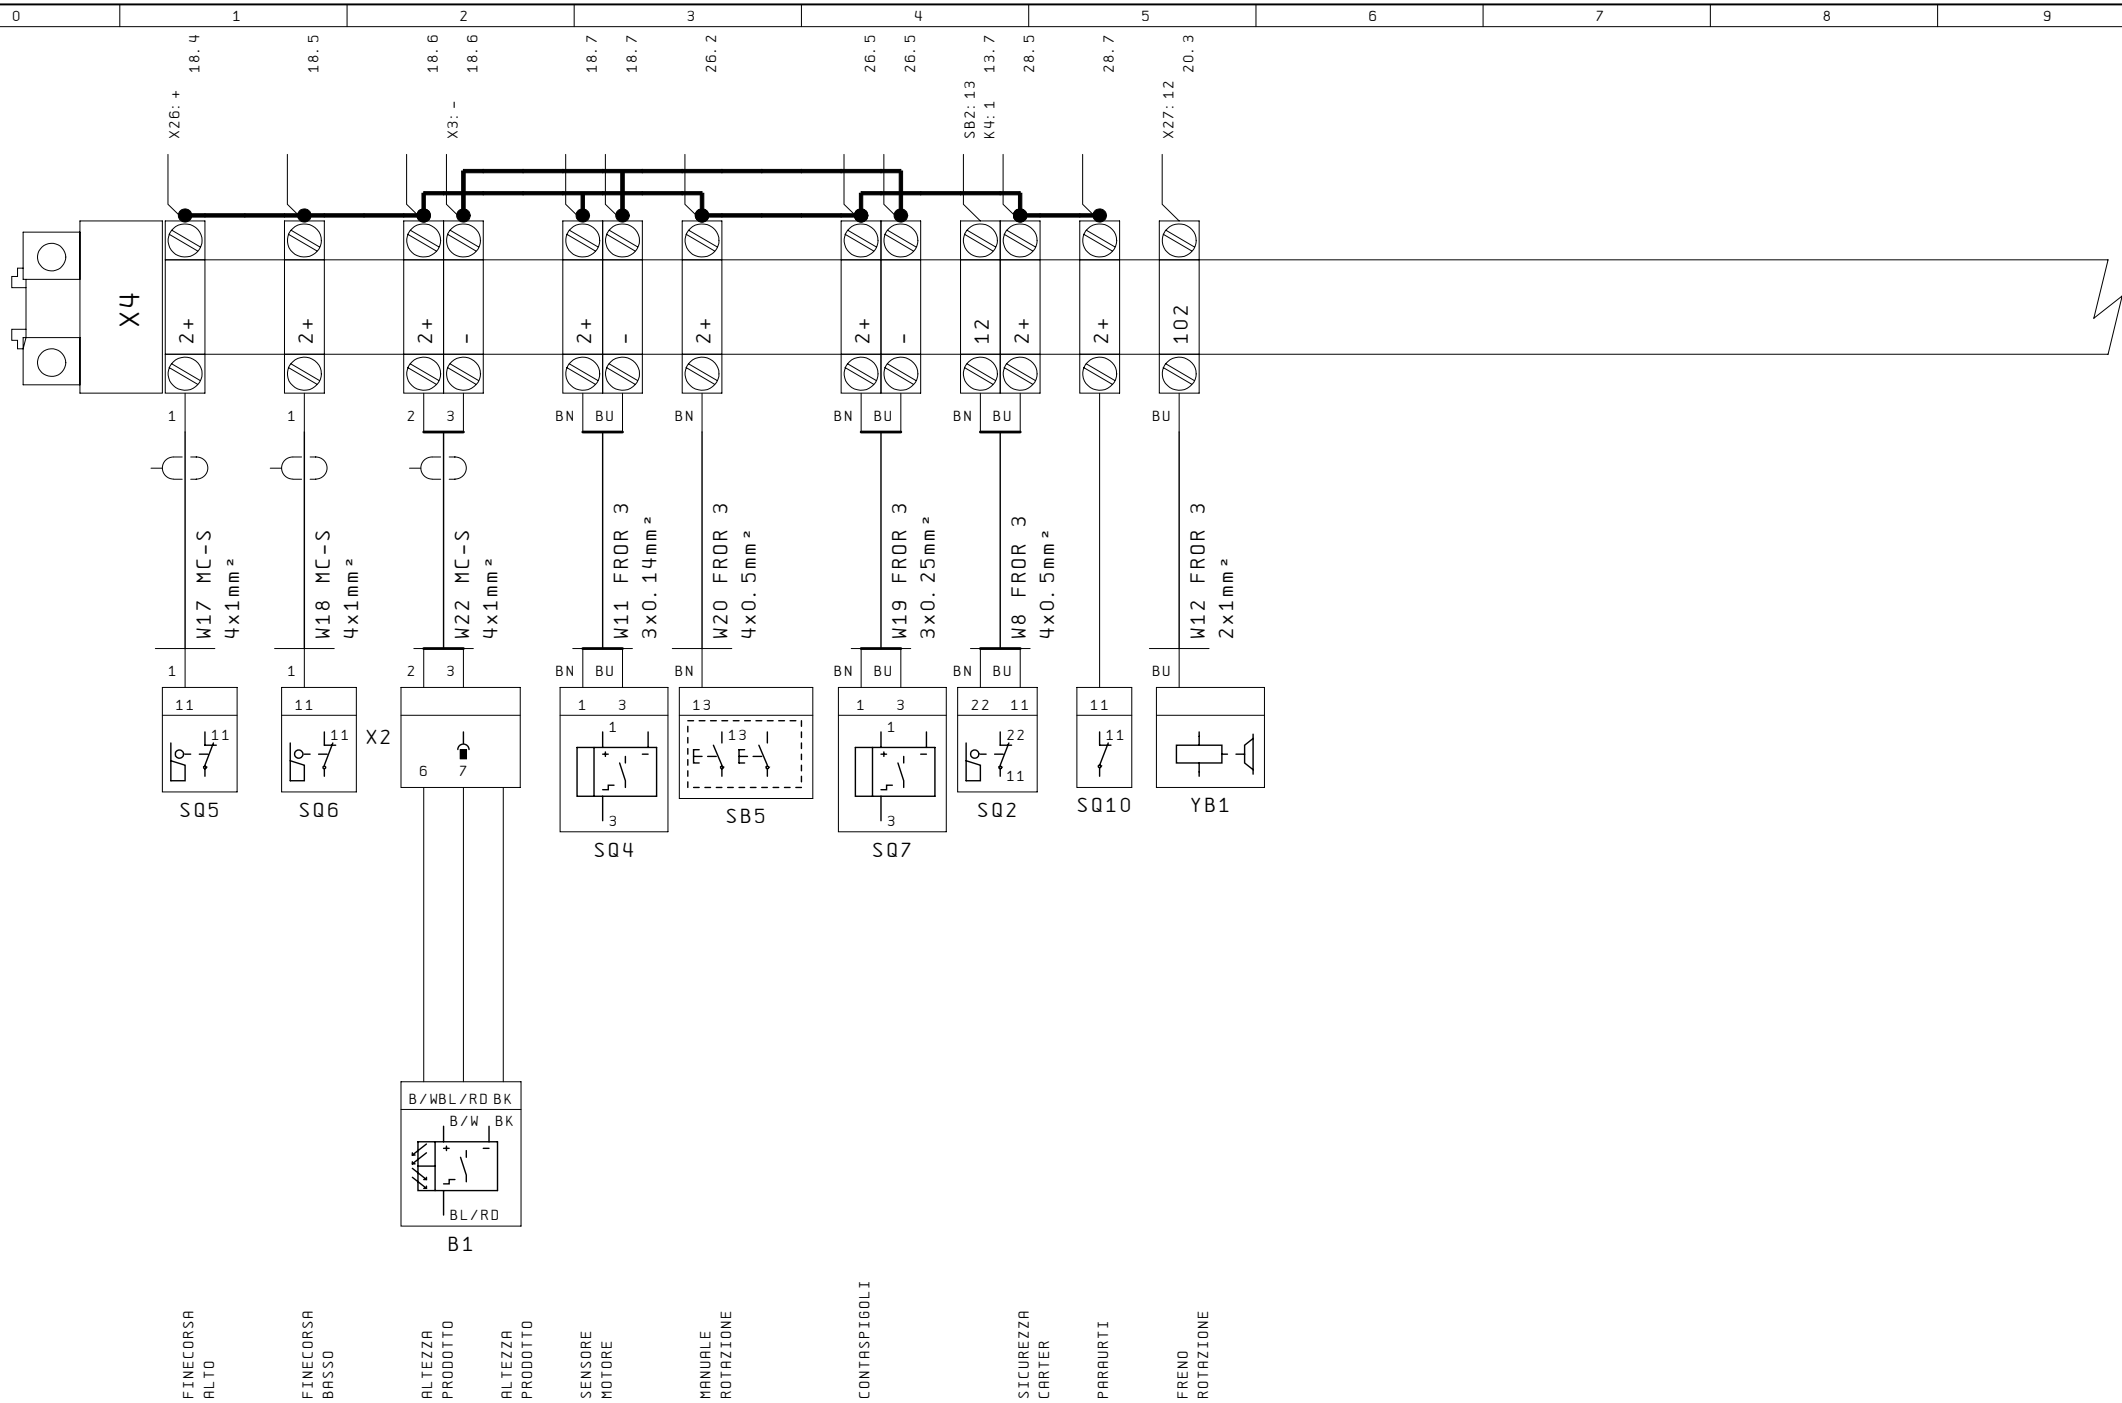 0 1 2 3 4 5 6 7 8 9
18.4 18.5 18.6 18.6 18.7 18.7 26.2 26.5 26.5 13.7 28.5 28.7 20.3
X26:+ X3:- SB2:13 K4:1 X27:12
X4 2+ 2+ 2+ - 2+ - 2+ 2+ - 12 2+ 2+ 102
1 1 2 3 BN BU BN BN BU BN BU BU
W17 MC-S
4x1mm²
W18 MC-S
4x1mm²
W22 MC-S
4x1mm²
W11 FROR 3
3x0.14mm²
W20 FROR 3
4x0.5mm²
W19 FROR 3
3x0.25mm²
W8 FROR 3
4x0.5mm²
W12 FROR 3
2x1mm²
1 1 2 3 BN BU BN BN BU BN BU BU
11 11 1 3 13 1 3 22 11 11
11 11 X2 1 13 1 22 11
+ - E E + -
6 7 11
3 3
SQ5 SQ6 SQ4 SB5 SQ7 SQ2 SQ10 YB1
B/W BL/RD BK
B/W BK
+ -
BL/RD
B1
FINECORSA
ALTO
FINECORSA
BASSO
ALTEZZA
PRODOTTO
ALTEZZA
PRODOTTO
SENSORE
MOTORE
MANUALE
ROTAZIONE
CONTASPIGOLI
SICUREZZA
CARTER
PARAURTI
FRENO
ROTAZIONE